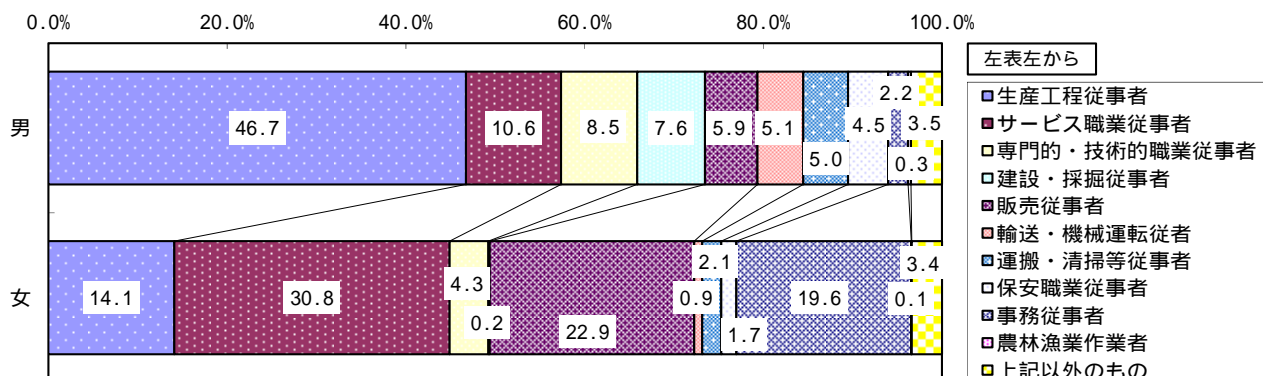 0.0% 20.0% 40.0% 60.0% 80.0% 100.0%
左表左から
男
46.7 10.6 8.5 7.6 5.9 5.1 5.0 4.5 2.2 0.3 3.5
女
14.1 30.8 4.3 0.2 22.9 0.9 2.1 1.7 19.6 0.1 3.4
生産工程従事者
サービス職業従事者
専門的・技術的職業従事者
建設・採掘従事者
販売従事者
輸送・機械運転従者
運搬・清掃等従事者
保安職業従事者
事務従事者
農林漁業作業者
上記以外のもの